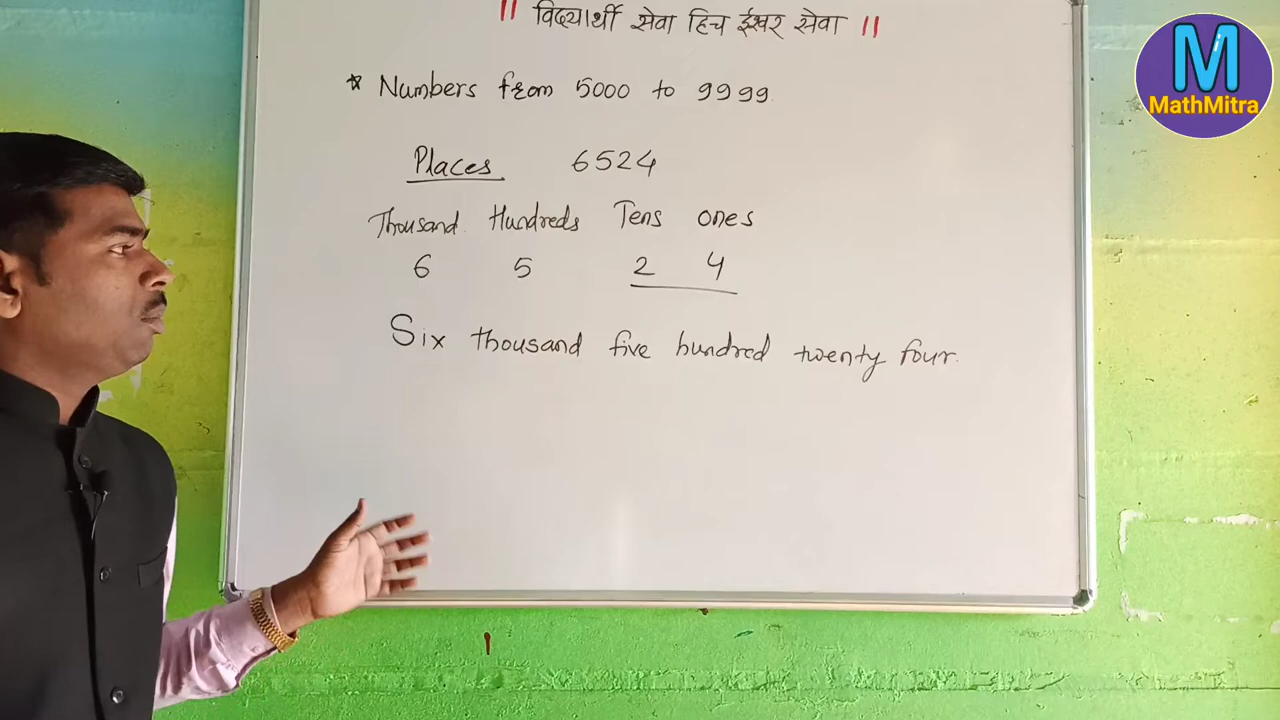 || विद्यार्थी सेवा हिच ईश्वर सेवा ||
M
MathMitra
* Numbers from 5000 to 9999.
Places 6524
Thousand Hundreds Tens ones
6 5 2 4
Six thousand five hundred twenty four.